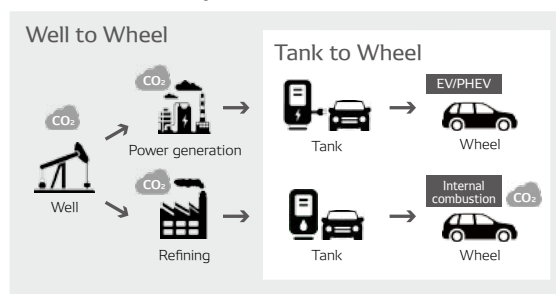 Well to Wheel
Tank to Wheel
CO₂
CO₂
EV/PHEV
Power generation
Tank
Wheel
Well
CO₂
Internal
combustion
CO₂
Refining
Tank
Wheel